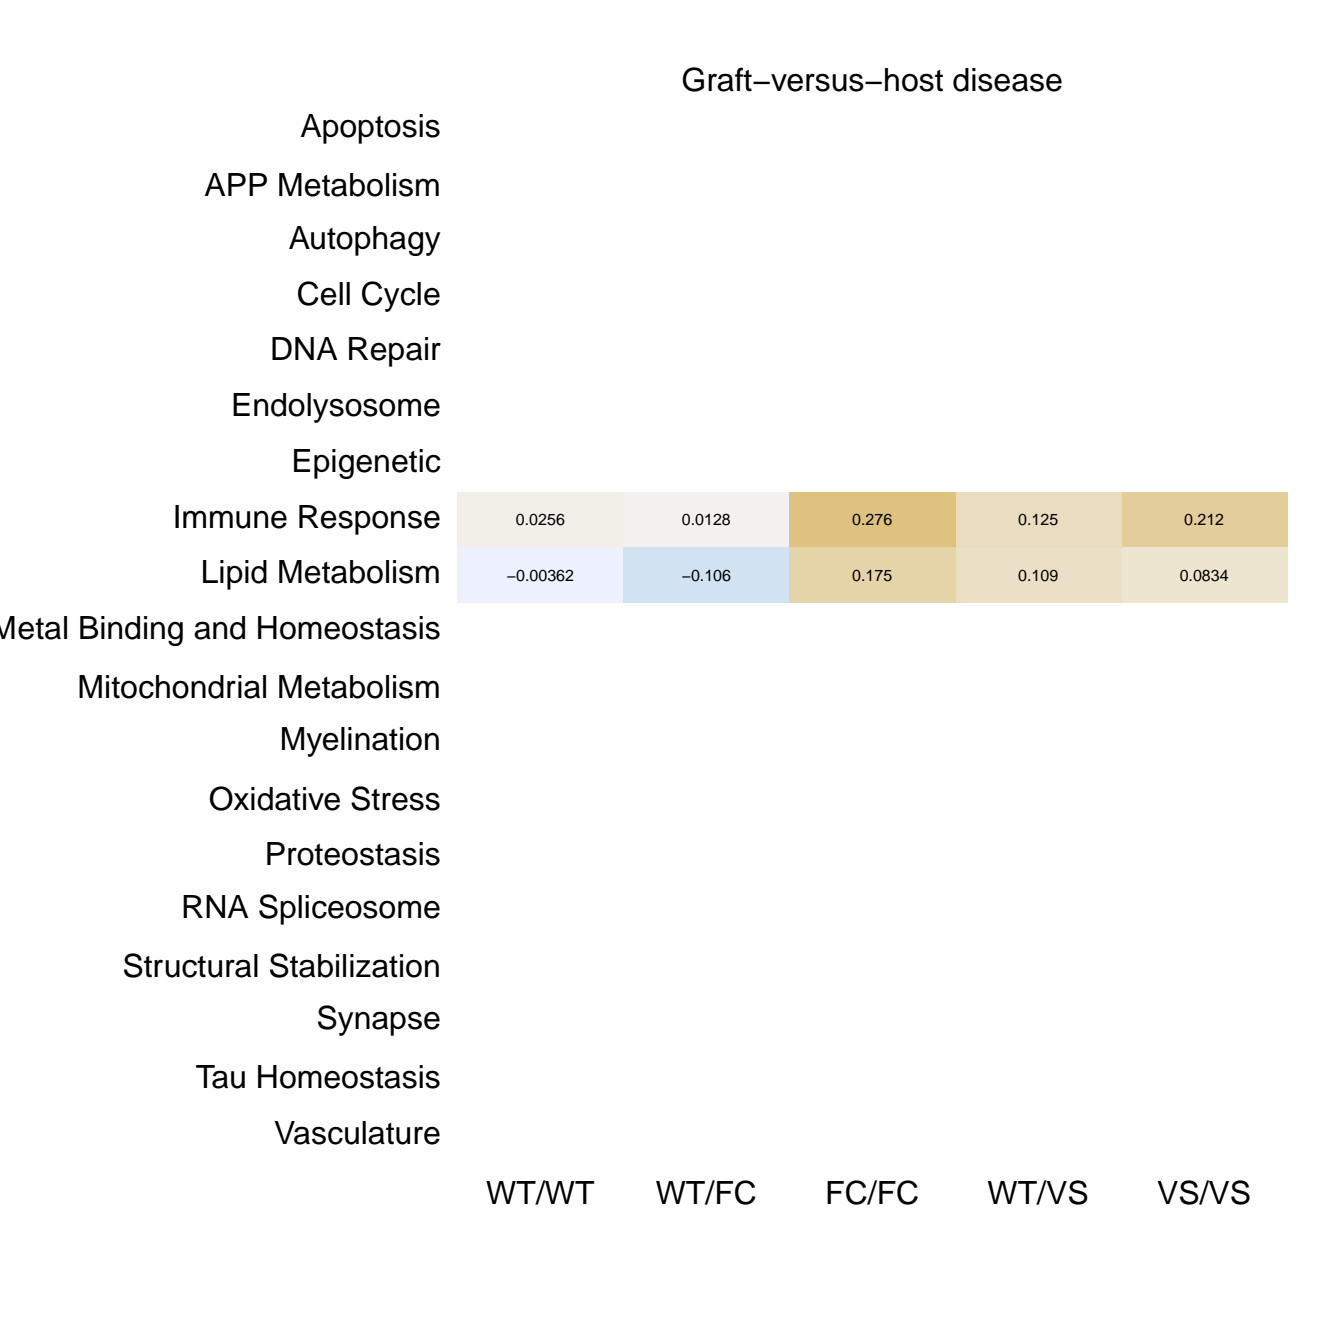 Graft−versus−host disease
Apoptosis
APP Metabolism
Autophagy
Cell Cycle
DNA Repair
Endolysosome
Epigenetic
Immune Response 0.0256 0.0128 0.276 0.125 0.212
Lipid Metabolism −0.00362 −0.106 0.175 0.109 0.0834
Metal Binding and Homeostasis
Mitochondrial Metabolism
Myelination
Oxidative Stress
Proteostasis
RNA Spliceosome
Structural Stabilization
Synapse
Tau Homeostasis
Vasculature
WT/WT WT/FC FC/FC WT/VS VS/VS